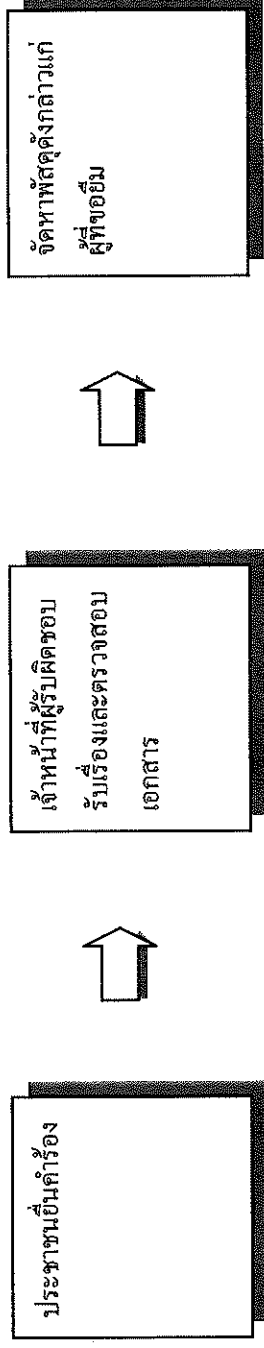 ประชาชนยื่นคำร้อง
เจ้าหน้าที่ผู้รับผิดชอบ
รับเรื่องและตรวจสอบ
เอกสาร
จัดหาพัสดุดังกล่าวแก่
ผู้ที่ขอยืม